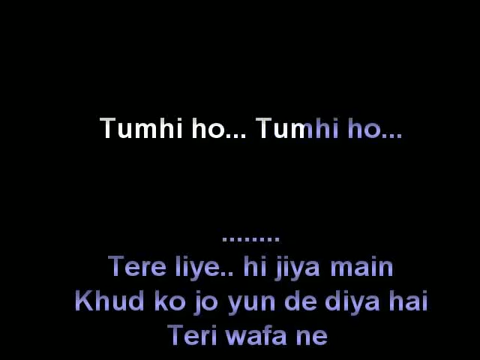 Tumhi ho... Tumhi ho...
........
Tere liye.. hi jiya main
Khud ko jo yun de diya hai
Teri wafa ne